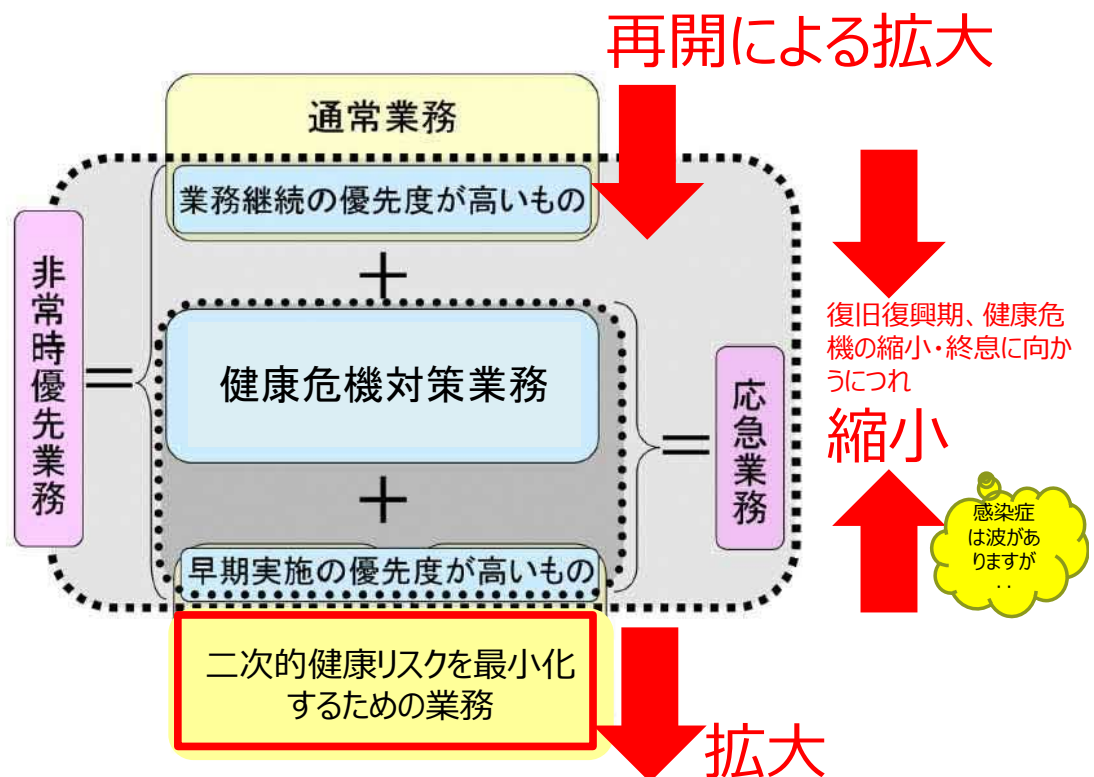 再開による拡大
通常業務
業務継続の優先度が高いもの
＋
非常時優先業務
＝
健康危機対策業務
＝
応急業務
＋
早期実施の優先度が高いもの
二次的健康リスクを最小化
するための業務
復旧復興期、健康危
機の縮小・終息に向か
うにつれ
縮小
感染症
は波があ
りますが
‥
拡大